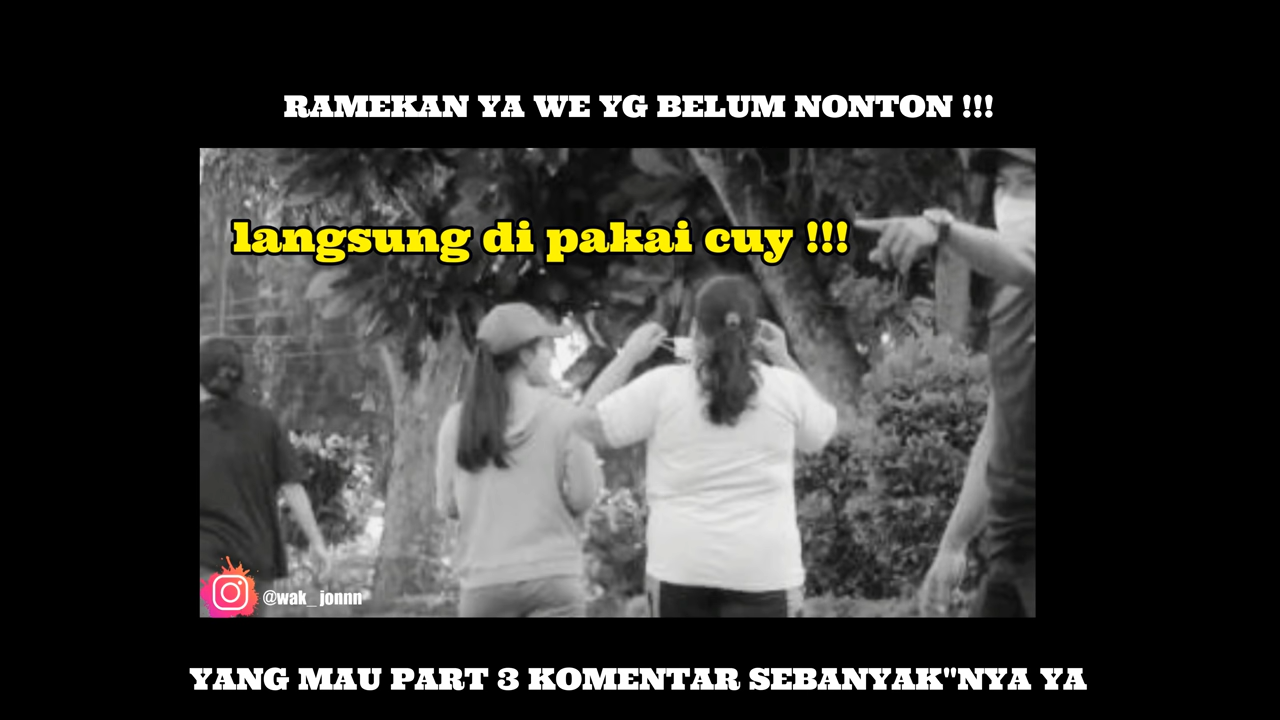 RAMEKAN YA WE YG BELUM NONTON !!!
langsung di pakai cuy !!!
@wak_jonnn
YANG MAU PART 3 KOMENTAR SEBANYAK"NYA YA